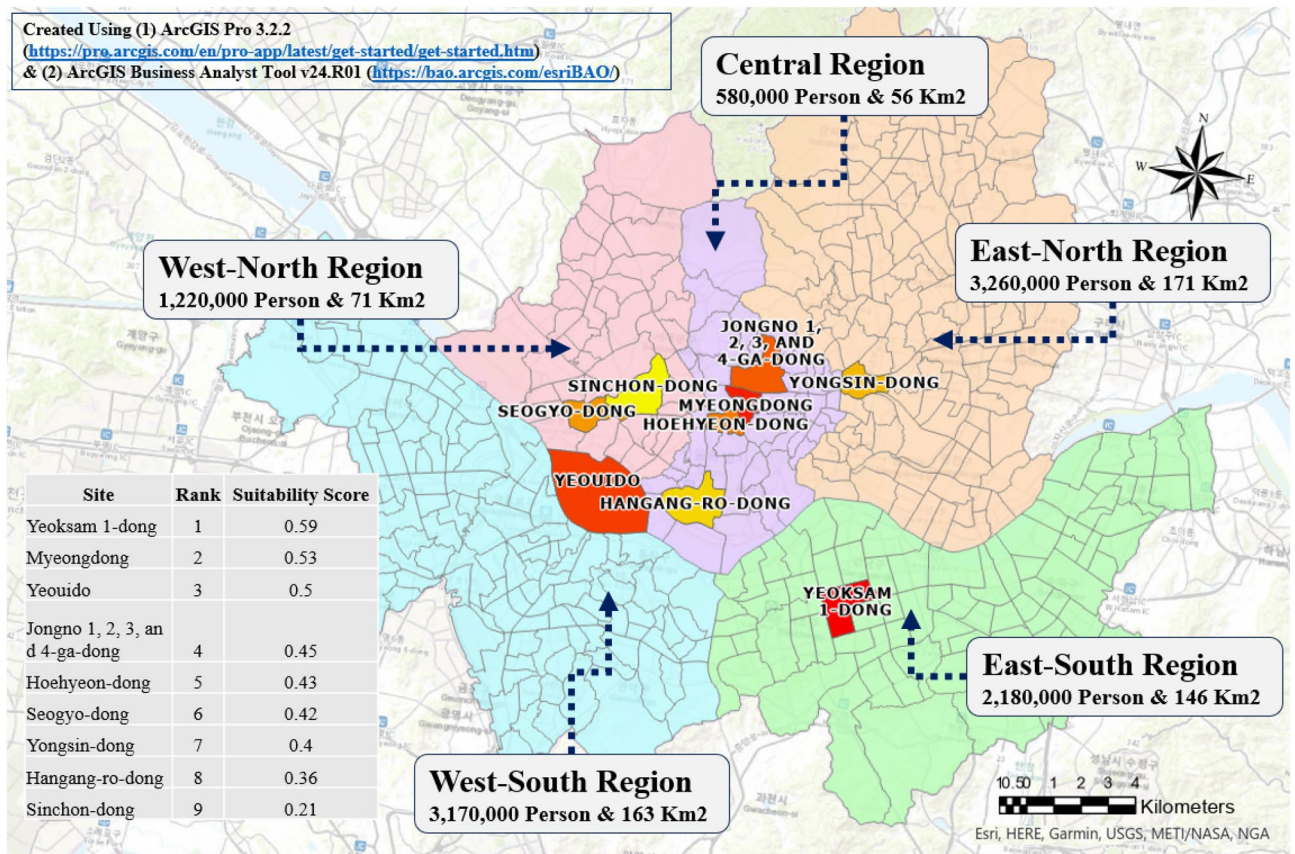 Created Using (1) ArcGIS Pro 3.2.2
(https://pro.arcgis.com/en/pro-app/latest/get-started/get-started.htm)
& (2) ArcGIS Business Analyst Tool v24.R01 (https://bao.arcgis.com/esriBAO/)
Central Region
580,000 Person & 56 Km2
N
W
E
S
West-North Region
1,220,000 Person & 71 Km2
East-North Region
3,260,000 Person & 171 Km2
JONGNO 1,
2, 3, AND
4-GA-DONG
SINCHON-DONG
YONGSIN-DONG
SEOGYO-DONG
MYEONGDONG
HOEHYEON-DONG
YEOUIDO
HANGANG-RO-DONG
YEOKSAM
1-DONG
Site Rank Suitability Score
Yeoksam 1-dong 1 0.59
Myeongdong 2 0.53
Yeouido 3 0.5
Jongno 1, 2, 3, an
d 4-ga-dong 4 0.45
Hoehyeon-dong 5 0.43
Seogyo-dong 6 0.42
Yongsin-dong 7 0.4
Hangang-ro-dong 8 0.36
Sinchon-dong 9 0.21
East-South Region
2,180,000 Person & 146 Km2
West-South Region
3,170,000 Person & 163 Km2
10.50 1 2 3 4
Kilometers
Esri, HERE, Garmin, USGS, METI/NASA, NGA